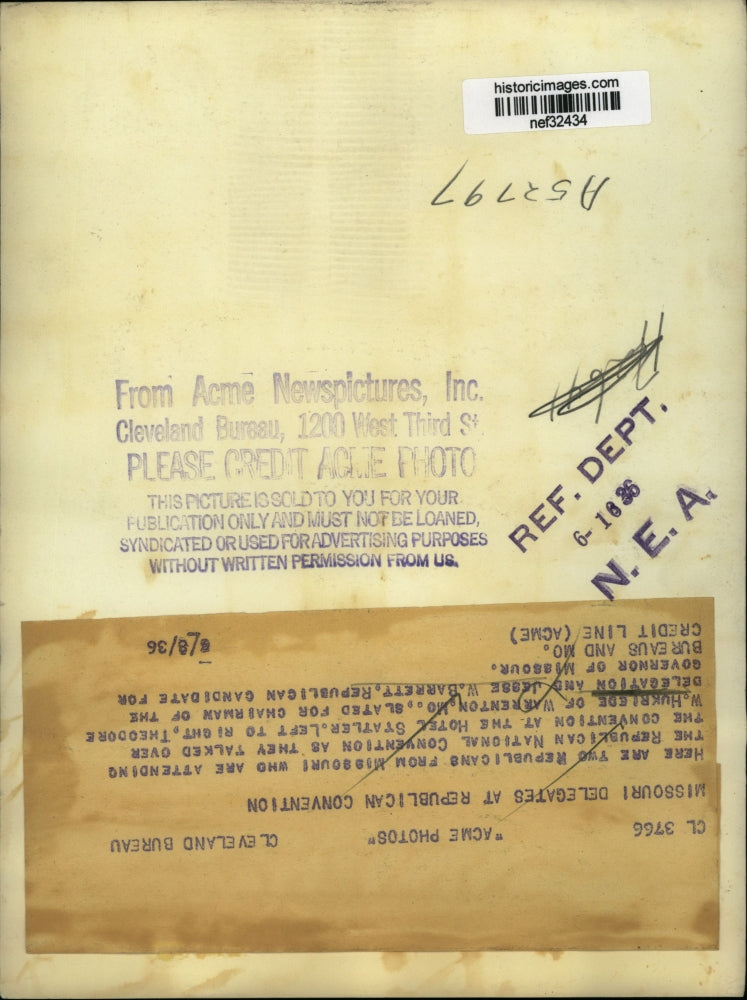 historicimages.com
nef32434
A52797
From Acme Newspictures, Inc.
Cleveland Bureau, 1200 West Third St
PLEASE CREDIT ACME PHOTO
THIS PICTURE IS SOLD TO YOU FOR YOUR
PUBLICATION ONLY AND MUST NOT BE LOANED,
SYNDICATED OR USED FOR ADVERTISING PURPOSES
WITHOUT WRITTEN PERMISSION FROM US.
REF. DEPT.
6-10 36
N. E. A.
CL 3766 "ACME PHOTOS" CLEVELAND BUREAU
MISSOURI DELEGATES AT REPUBLICAN CONVENTION
HERE ARE TWO REPUBLICANS FROM MISSOURI WHO ARE ATTENDING
THE REPUBLICAN NATIONAL CONVENTION AS THEY TALKED OVER
THE CONVENTION AT THE HOTEL STATLER. LEFT TO RIGHT, THEODORE
W. HUKRIEDE OF WARRENTON, MO., SLATED FOR CHAIRMAN OF THE
DELEGATION AND JESSE W. BARRETT, REPUBLICAN CANDIDATE FOR
GOVERNOR OF MISSOUR.
BUREAUS AND MO.
CREDIT LINE (ACME) 6/8/36